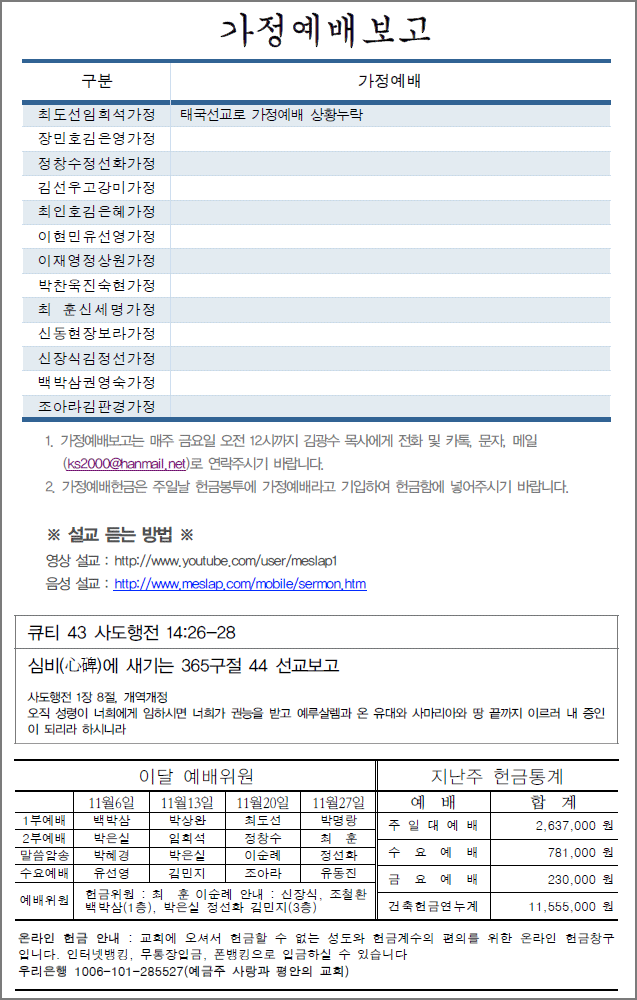 가정예배보고
구분 가정예배
최도선임희석가정 태국선교로 가정예배 상황누락
장민호김은영가정
정창수정선화가정
김선우고강미가정
최인호김은혜가정
이현민유선영가정
이재영정상원가정
박찬욱진숙현가정
최 훈신세명가정
신동현장보라가정
신장식김정선가정
백박삼권영숙가정
조아라김판경가정
1. 가정예배보고는 매주 금요일 오전 12시까지 김광수 목사에게 전화 및 카톡, 문자, 메일
(ks2000@hanmail.net)로 연락주시기 바랍니다.
2. 가정예배헌금은 주일날 헌금봉투에 가정예배라고 기입하여 헌금함에 넣어주시기 바랍니다.
※ 설교 듣는 방법 ※
영상 설교 : http://www.youtube.com/user/meslap1
음성 설교 : http://www.meslap.com/mobile/sermon.htm
큐티 43 사도행전 14:26-28
심비(心碑)에 새기는 365구절 44 선교보고
사도행전 1장 8절, 개역개정
오직 성령이 너희에게 임하시면 너희가 권능을 받고 예루살렘과 온 유대와 사마리아와 땅 끝까지 이르러 내 증인
이 되리라 하시니라
이달 예배위원
11월6일 11월13일 11월20일 11월27일
1부예배 백박삼 박상완 최도선 박명랑
2부예배 박은실 임희석 정창수 최 훈
말씀암송 박혜경 박은실 이순례 정선화
수요예배 유선영 김민지 조아라 유동진
예배위원 헌금위원 : 최 훈 이순례 안내 : 신장식, 조철환
백박삼(1층), 박은실 정선화 김민지(3층)
지난주 헌금통계
예 배 합 계
주 일 대 예 배 2,637,000 원
수 요 예 배 781,000 원
금 요 예 배 230,000 원
건축헌금연누계 11,555,000 원
온라인 헌금 안내 : 교회에 오셔서 헌금할 수 없는 성도와 헌금계수의 편의를 위한 온라인 헌금창구
입니다. 인터넷뱅킹, 무통장입금, 폰뱅킹으로 입금하실 수 있습니다
우리은행 1006-101-285527(예금주 사랑과 평안의 교회)